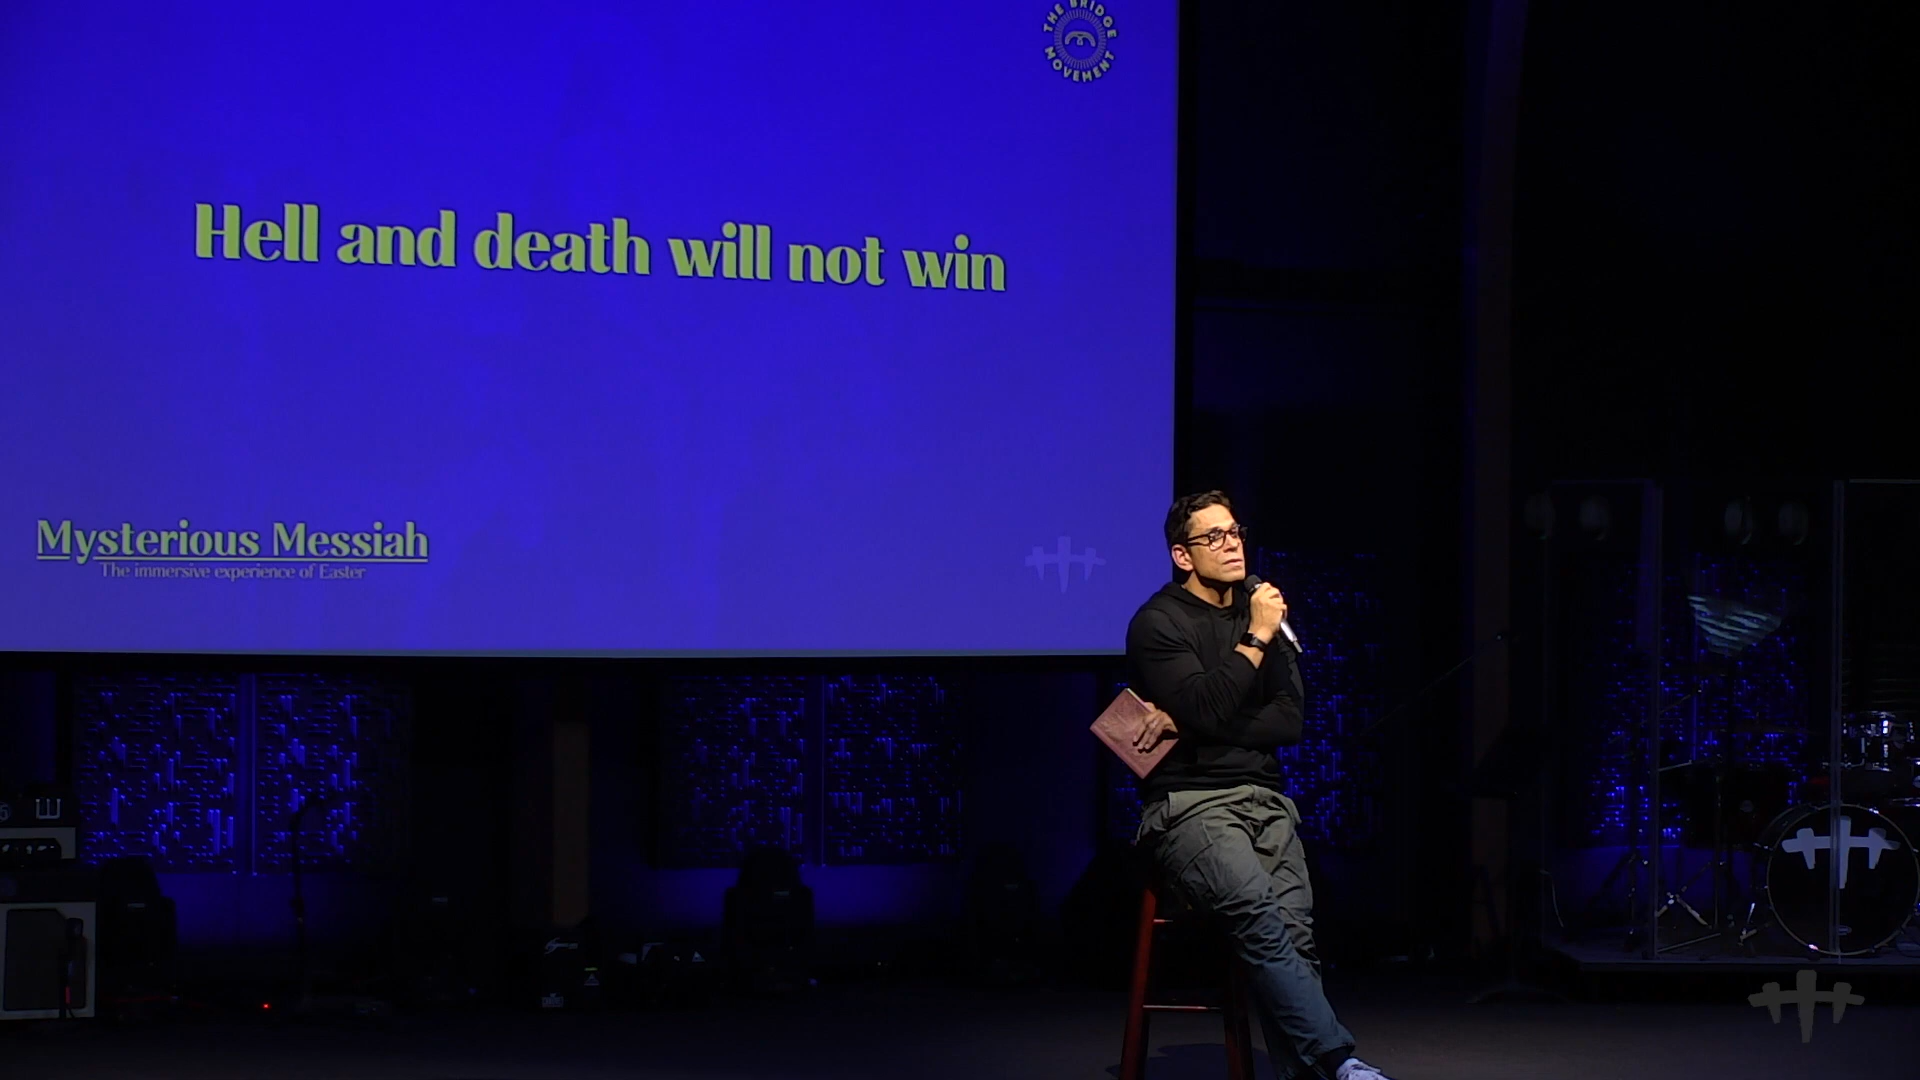 THE BRIDGE
MOVEMENT
Hell and death will not win
Mysterious Messiah
The immersive experience of Easter